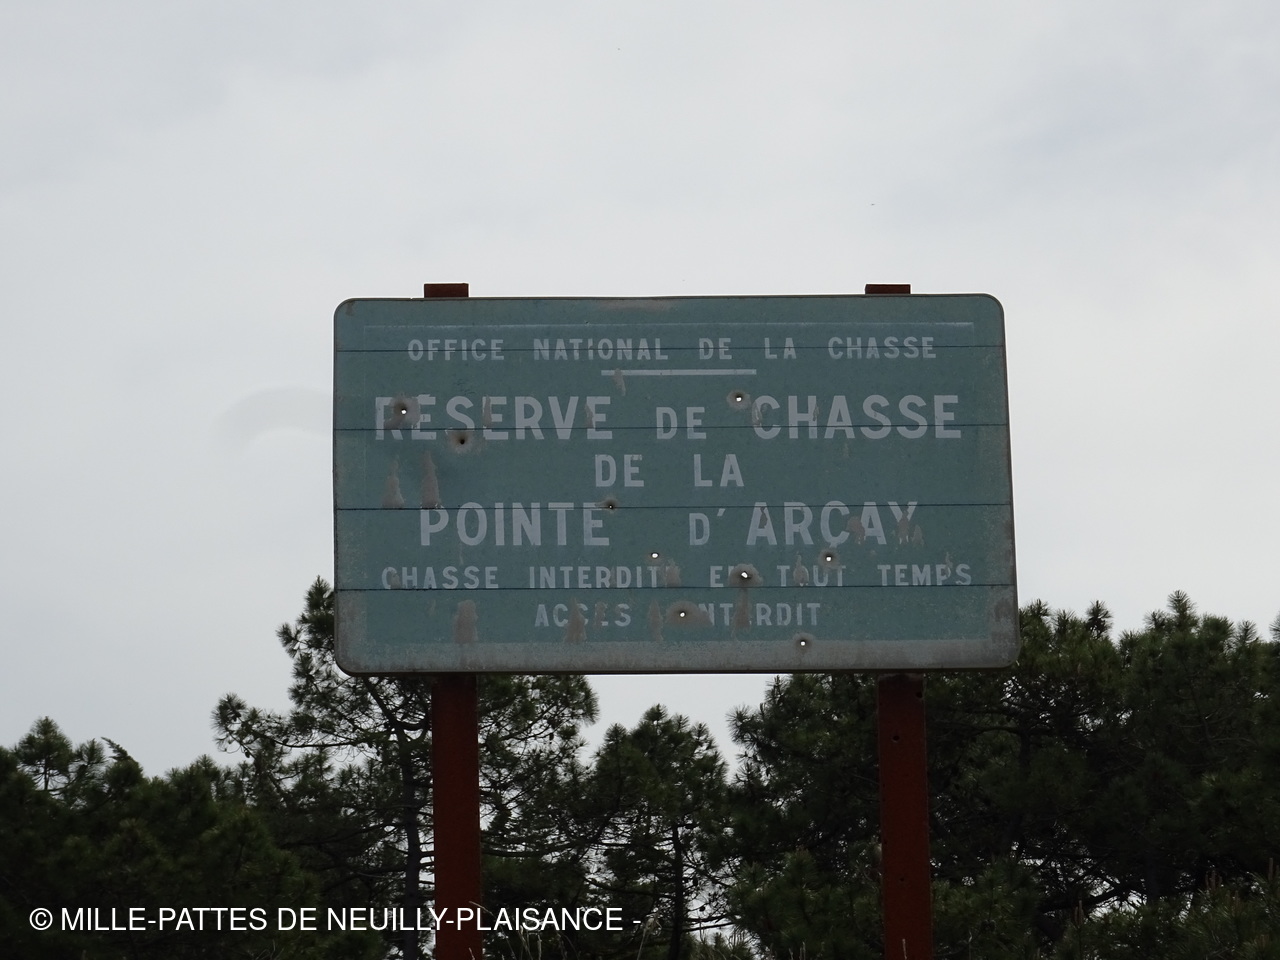 OFFICE NATIONAL DE LA CHASSE
RÉSERVE DE CHASSE
DE LA
POINTE D'ARÇAY
CHASSE INTERDITE EN TOUT TEMPS
ACCES INTERDIT
© MILLE-PATTES DE NEUILLY-PLAISANCE -